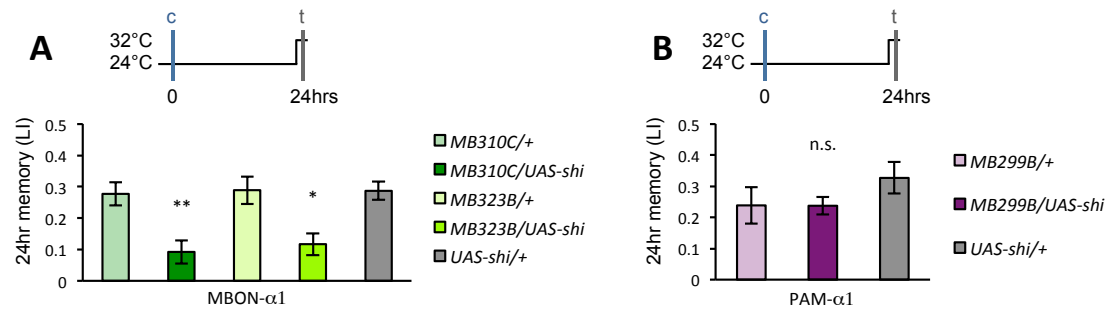 A
c
t
32°C
24°C
0
24hrs
24hr memory (LI)
0.5
0.4
0.3
0.2
0.1
0
**
*
MBON-α1
MB310C/+
MB310C/UAS-shi
MB323B/+
MB323B/UAS-shi
UAS-shi/+
B
c
t
32°C
24°C
0
24hrs
24hr memory (LI)
0.5
0.4
0.3
0.2
0.1
0
n.s.
PAM-α1
MB299B/+
MB299B/UAS-shi
UAS-shi/+